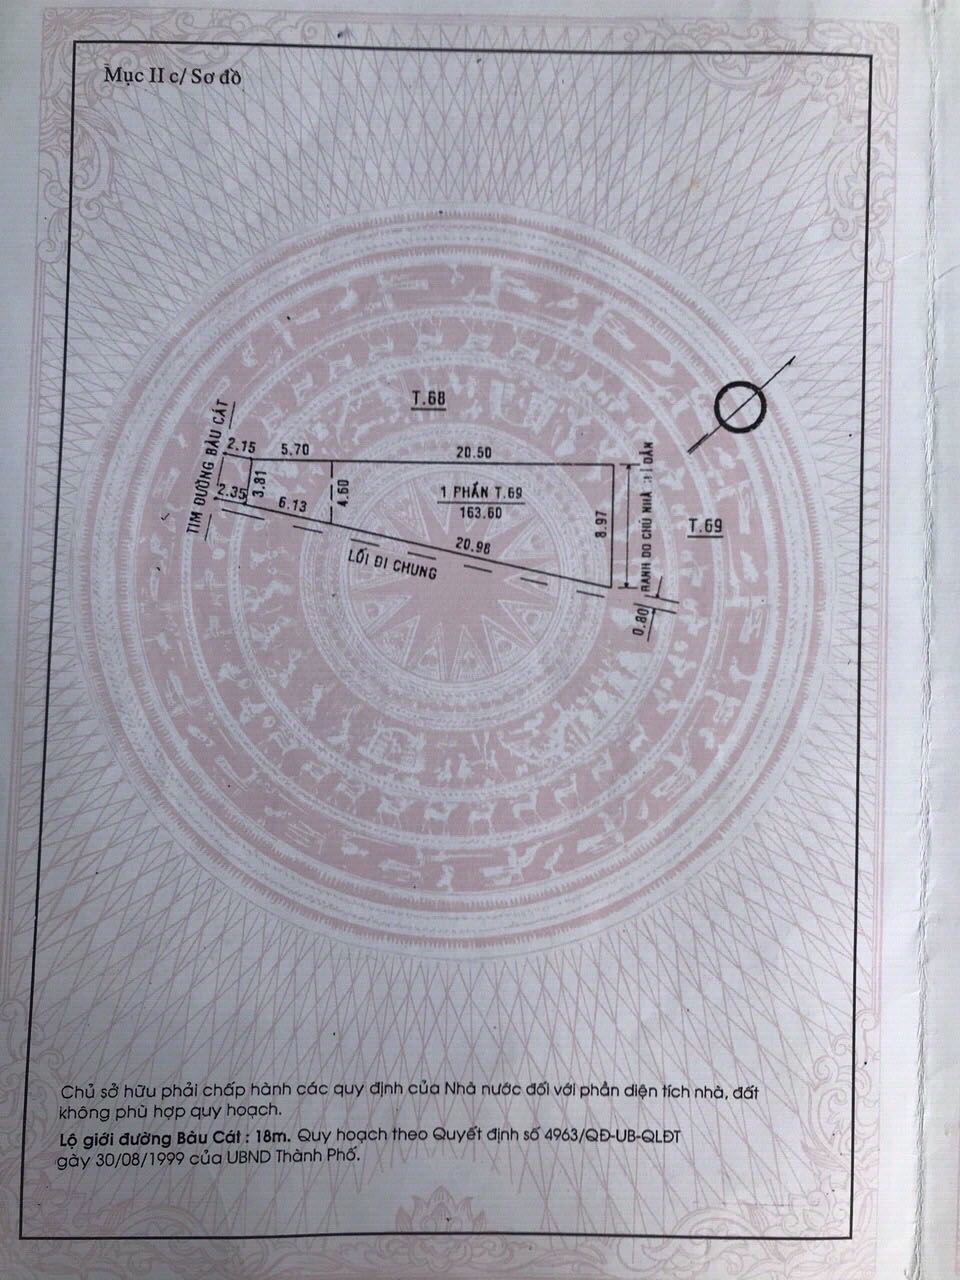 Mục II c/ Sơ đồ
T.68
TIM ĐƯỜNG BÀU CÁT
2.15
5.70
20.50
3.81
4.60
1 PHẦN T.69
163.60
2.35
6.13
20.98
8.97
RANH DO CHỦ NHÀ DẪN
T.69
LỐI ĐI CHUNG
0.80
Chủ sở hữu phải chấp hành các quy định của Nhà nước đối với phần diện tích nhà, đất
không phù hợp quy hoạch.
Lộ giới đường Bàu Cát : 18m. Quy hoạch theo Quyết định số 4963/QĐ-UB-QLĐT
gày 30/08/1999 của UBND Thành Phố.